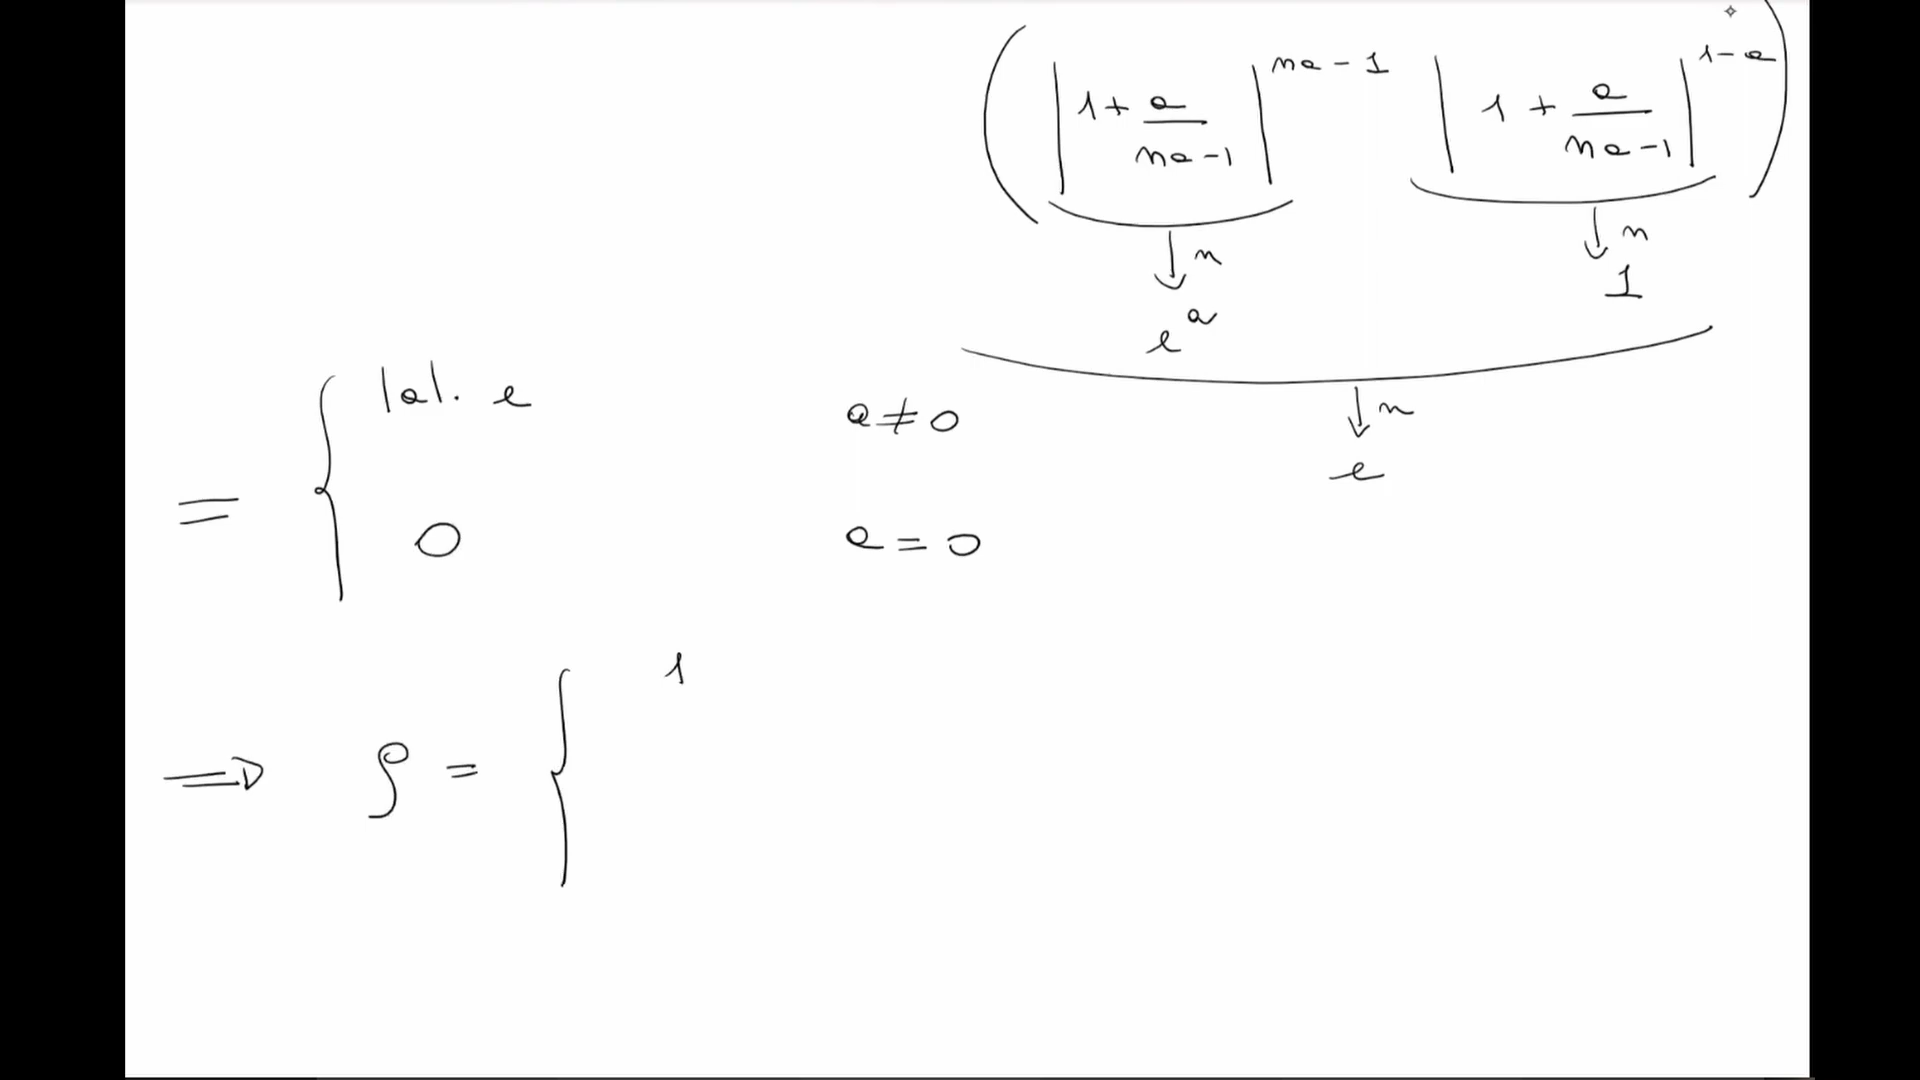 ( |1 + a/(na-1)|^{na-1} |1 + a/(na-1)|^{1-a} )
↓ n ↓ n
e^a 1
↓ n
e
= { |a|. e a ≠ 0
0 a = 0
⟹ ρ = { 1